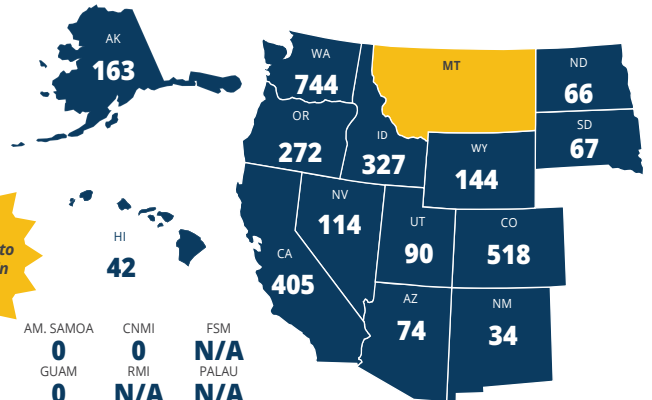 AK
163
WA
744
MT
ND
66
OR
272
ID
327
SD
67
WY
144
NV
114
UT
90
CO
518
HI
42
CA
405
AZ
74
NM
34
to
AM. SAMOA CNMI FSM
0 0 N/A
GUAM RMI PALAU
0 N/A N/A